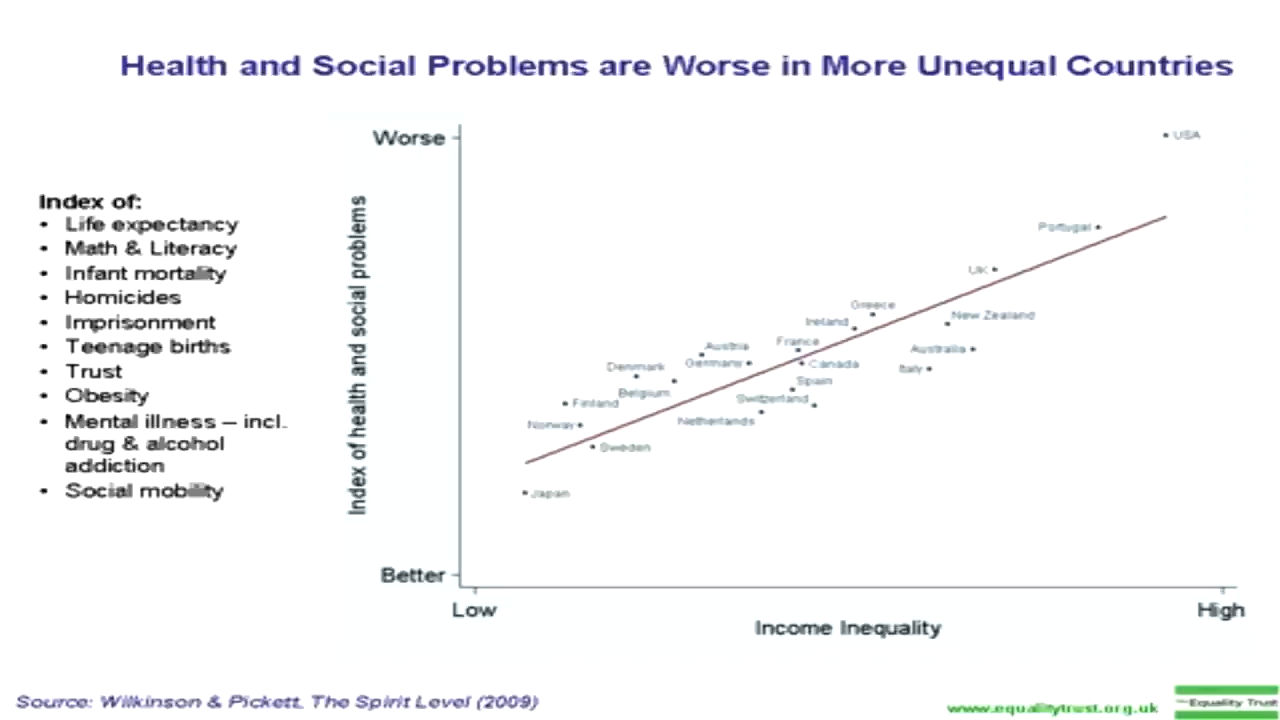 Health and Social Problems are Worse in More Unequal Countries
Worse
USA
Index of:
• Life expectancy
• Math & Literacy
• Infant mortality
• Homicides
• Imprisonment
• Teenage births
• Trust
• Obesity
• Mental illness – incl.
drug & alcohol
addiction
• Social mobility
Index of health and social problems
Portugal
UK
Greece
New Zealand
Ireland
France
Austria
Australia
Germany
Canada
Italy
Denmark
Spain
Belgium
Switzerland
Finland
Netherlands
Norway
Sweden
Japan
Better
Low
High
Income Inequality
Source: Wilkinson & Pickett, The Spirit Level (2009)
www.equalitytrust.org.uk
The Equality Trust